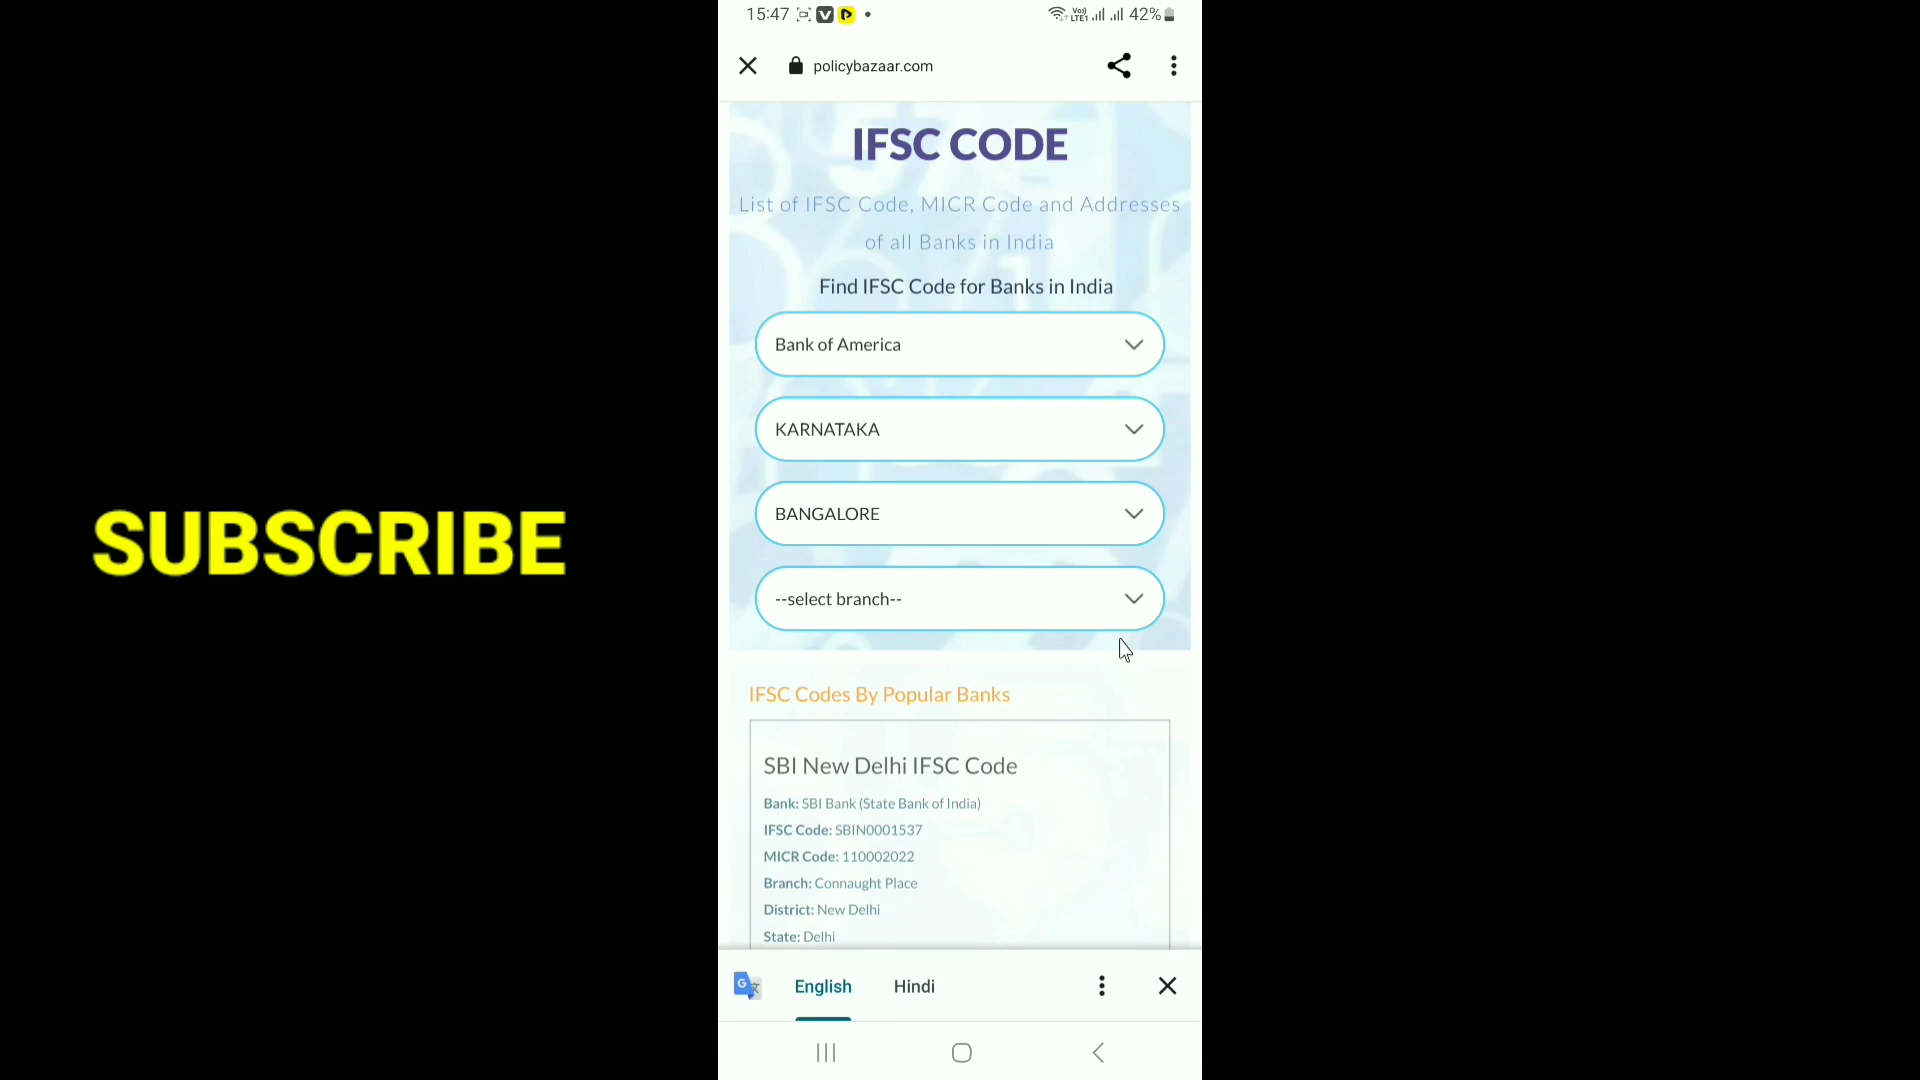 15:47
Vo)) LTE1
42%
policybazaar.com
IFSC CODE
List of IFSC Code, MICR Code and Addresses
of all Banks in India
Find IFSC Code for Banks in India
Bank of America
KARNATAKA
BANGALORE
--select branch--
SUBSCRIBE
IFSC Codes By Popular Banks
SBI New Delhi IFSC Code
Bank: SBI Bank (State Bank of India)
IFSC Code: SBIN0001537
MICR Code: 110002022
Branch: Connaught Place
District: New Delhi
State: Delhi
English
Hindi